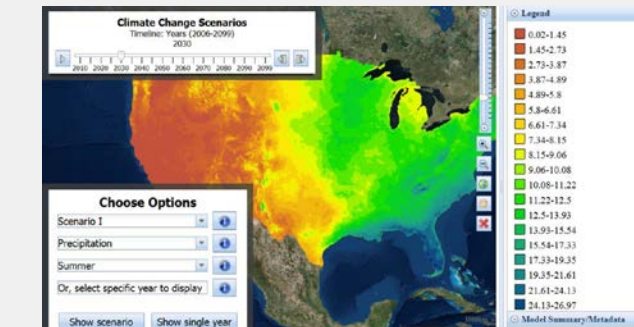 Climate Change Scenarios
Timeline: Years (2006-2099)
2030
2010 2020 2030 2040 2050 2060 2070 2080 2090 2099
Choose Options
Scenario I
Precipitation
Summer
Or, select specific year to display
Show scenario Show single year
Legend
0.02-1.45
1.45-2.73
2.73-3.87
3.87-4.89
4.89-5.8
5.8-6.61
6.61-7.34
7.34-8.15
8.15-9.06
9.06-10.08
10.08-11.22
11.22-12.5
12.5-13.93
13.93-15.54
15.54-17.33
17.33-19.35
19.35-21.61
21.61-24.13
24.13-26.97
Model Summary/Metadata